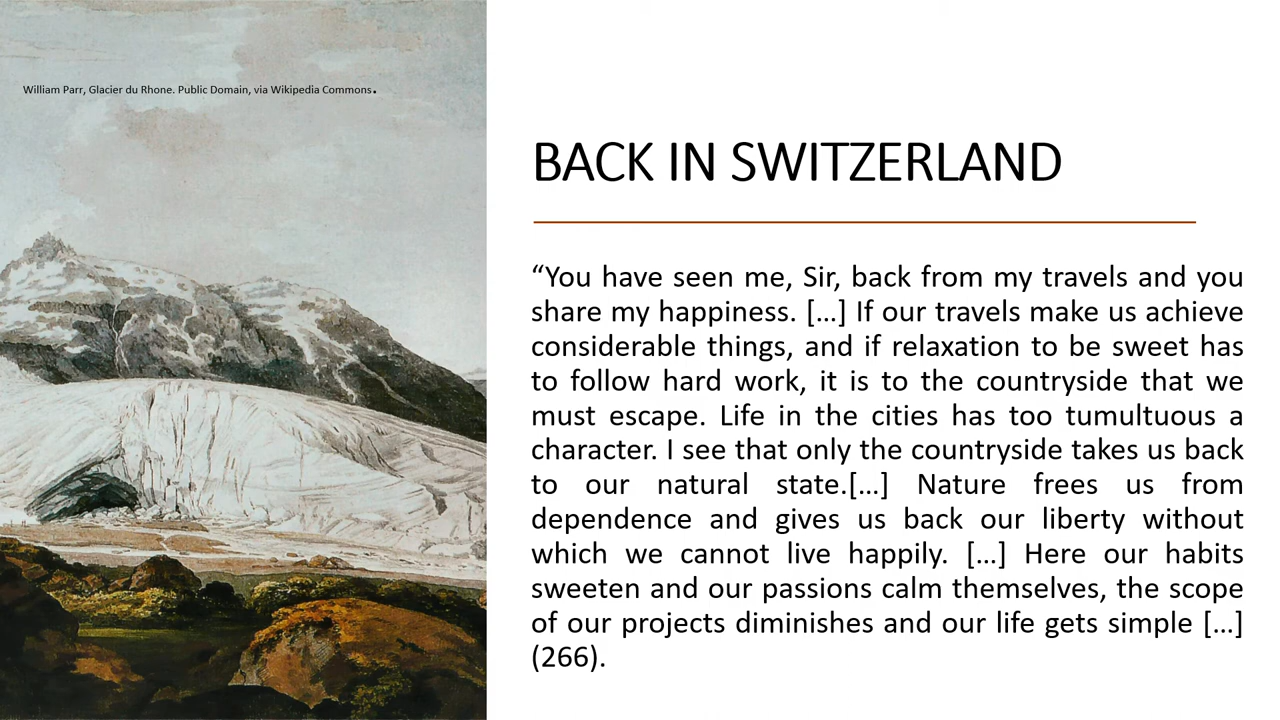 William Parr, Glacier du Rhone. Public Domain, via Wikipedia Commons.
BACK IN SWITZERLAND
“You have seen me, Sir, back from my travels and you
share my happiness. […] If our travels make us achieve
considerable things, and if relaxation to be sweet has
to follow hard work, it is to the countryside that we
must escape. Life in the cities has too tumultuous a
character. I see that only the countryside takes us back
to our natural state.[…] Nature frees us from
dependence and gives us back our liberty without
which we cannot live happily. […] Here our habits
sweeten and our passions calm themselves, the scope
of our projects diminishes and our life gets simple […]
(266).